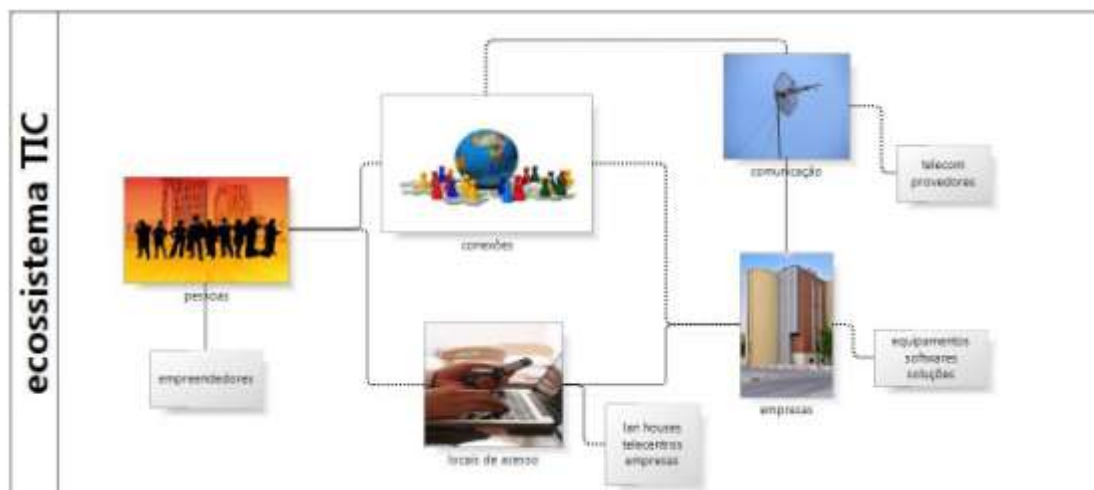 ecossistema TIC
comunicação
telecom
provedores
conexões
pessoas
empreendedores
equipamentos
softwares
soluções
empresas
locais de acesso
lan houses
telecentros
empresas